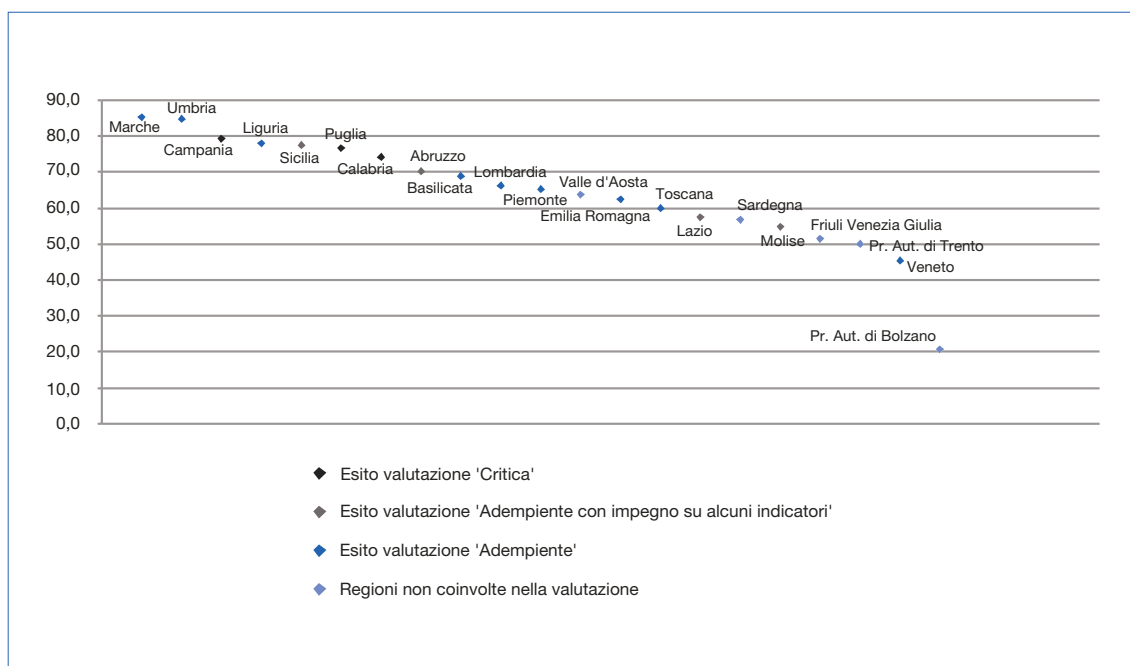 90,0
80,0
70,0
60,0
50,0
40,0
30,0
20,0
10,0
0,0
Marche
Umbria
Campania
Liguria
Sicilia
Puglia
Calabria
Abruzzo
Basilicata
Lombardia
Piemonte
Valle d'Aosta
Emilia Romagna
Toscana
Lazio
Sardegna
Molise
Friuli Venezia Giulia
Pr. Aut. di Trento
Veneto
Pr. Aut. di Bolzano
Esito valutazione 'Critica'
Esito valutazione 'Adempiente con impegno su alcuni indicatori'
Esito valutazione 'Adempiente'
Regioni non coinvolte nella valutazione